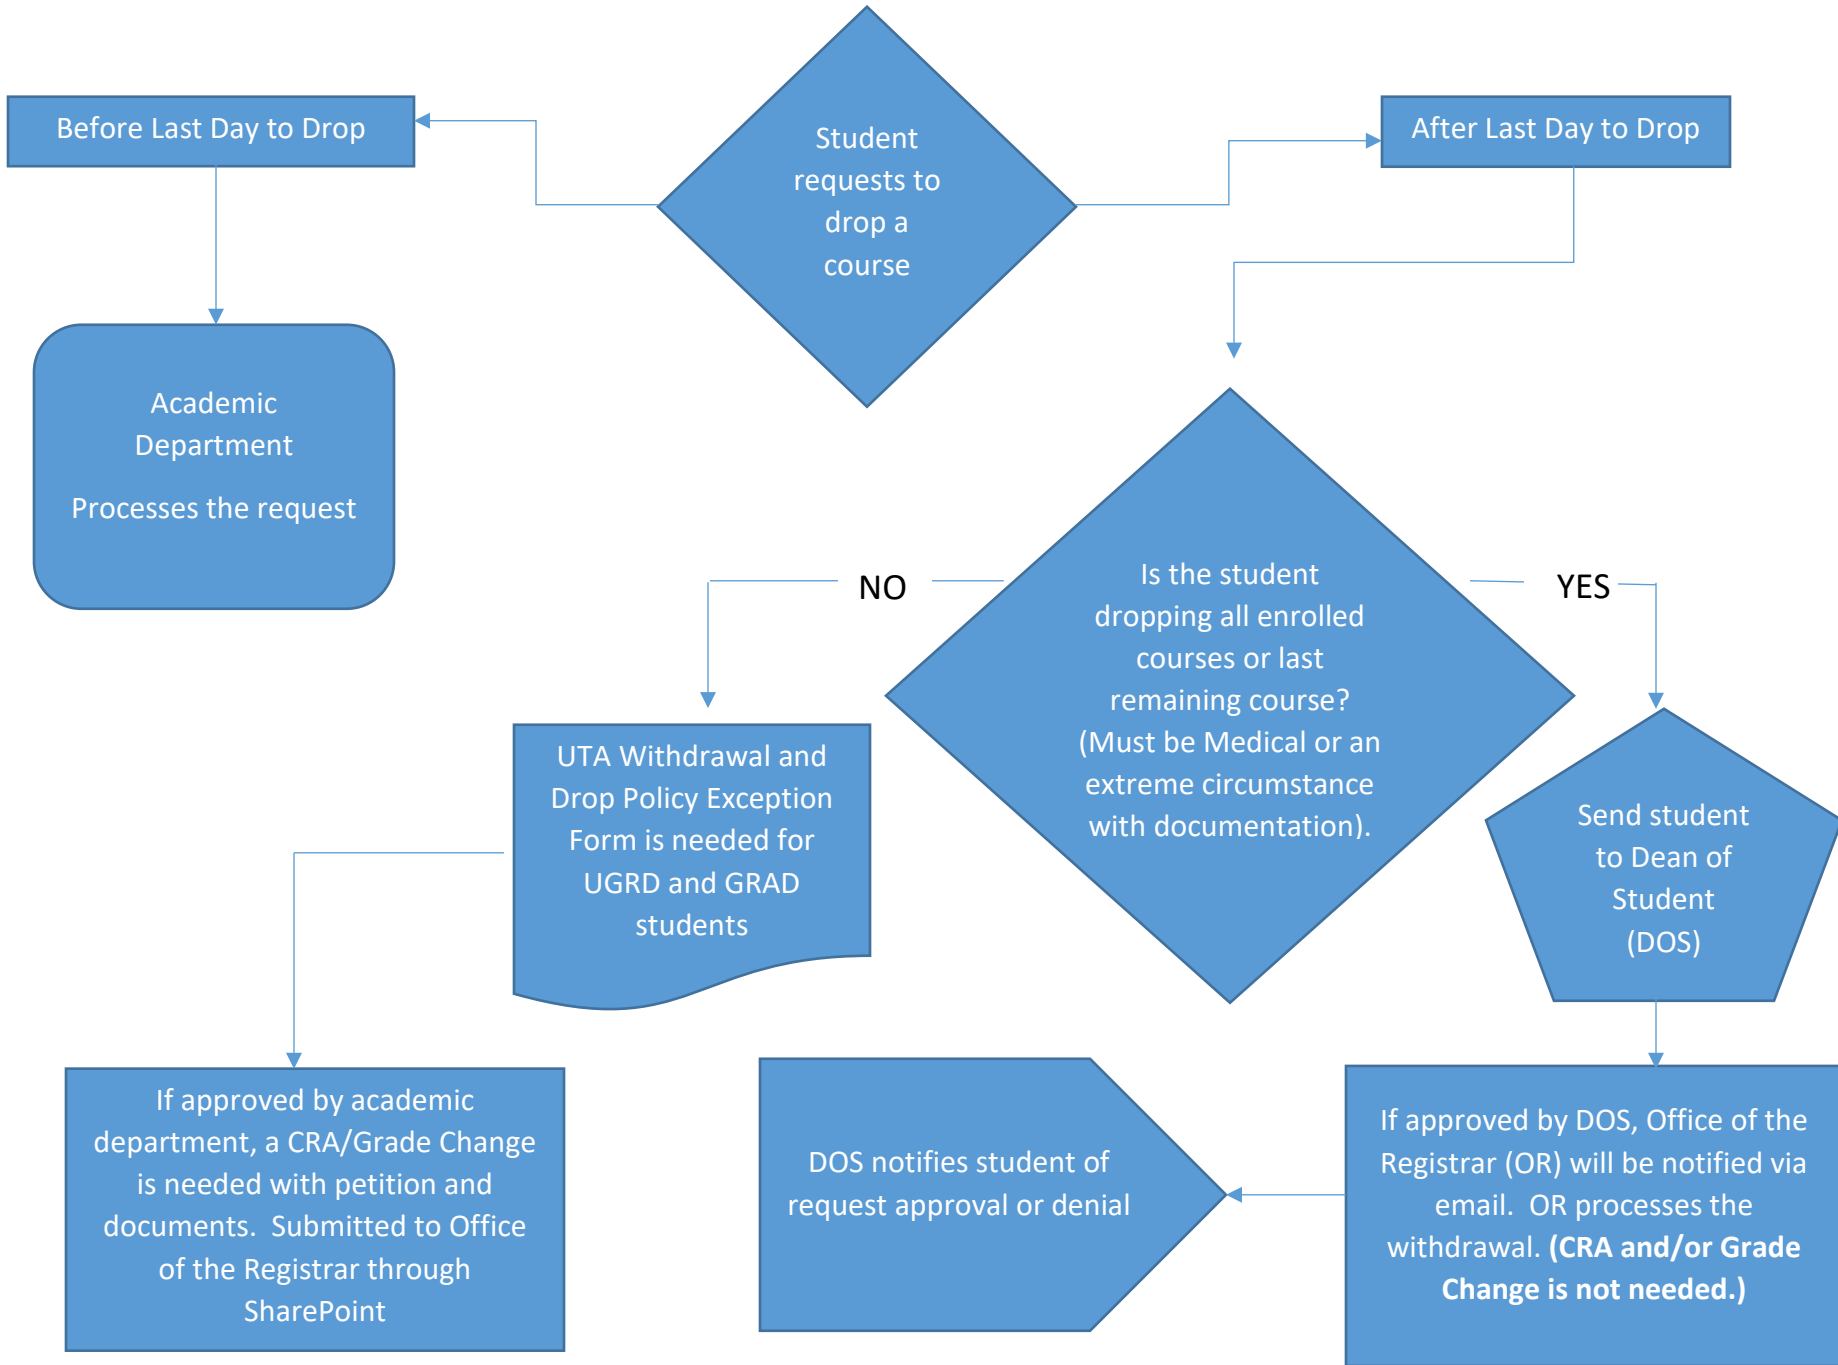 Before Last Day to Drop
Student
requests to
drop a
course
After Last Day to Drop
Academic
Department
Processes the request
NO
Is the student
dropping all enrolled
courses or last
remaining course?
(Must be Medical or an
extreme circumstance
with documentation).
YES
UTA Withdrawal and
Drop Policy Exception
Form is needed for
UGRD and GRAD
students
Send student
to Dean of
Student
(DOS)
If approved by academic
department, a CRA/Grade Change
is needed with petition and
documents.  Submitted to Office
of the Registrar through
SharePoint
DOS notifies student of
request approval or denial
If approved by DOS, Office of the
Registrar (OR) will be notified via
email.  OR processes the
withdrawal. (CRA and/or Grade
Change is not needed.)